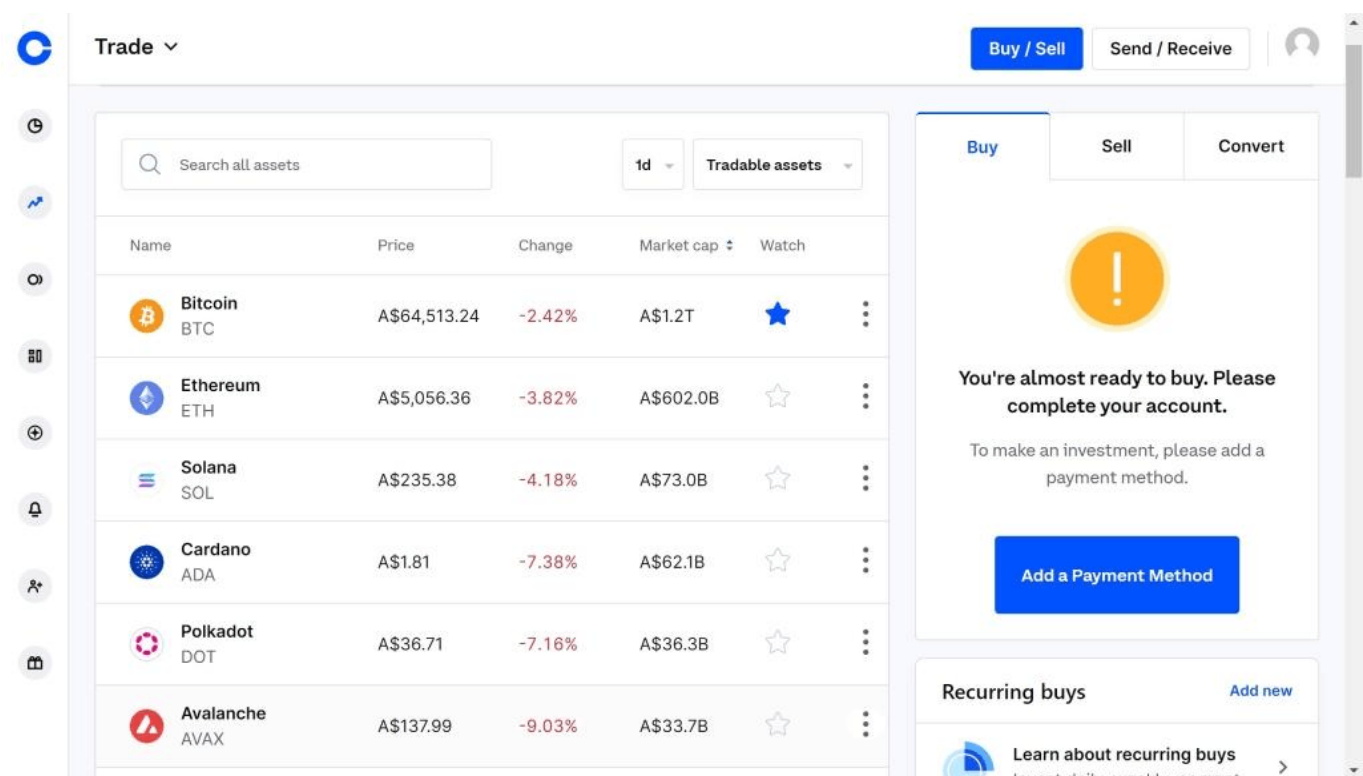 Trade
Buy / Sell
Send / Receive
Search all assets
1d
Tradable assets
Name Price Change Market cap Watch
Bitcoin
BTC
A$64,513.24 -2.42% A$1.2T
Ethereum
ETH
A$5,056.36 -3.82% A$602.0B
Solana
SOL
A$235.38 -4.18% A$73.0B
Cardano
ADA
A$1.81 -7.38% A$62.1B
Polkadot
DOT
A$36.71 -7.16% A$36.3B
Avalanche
AVAX
A$137.99 -9.03% A$33.7B
Buy Sell Convert
You're almost ready to buy. Please
complete your account.
To make an investment, please add a
payment method.
Add a Payment Method
Recurring buys
Add new
Learn about recurring buys